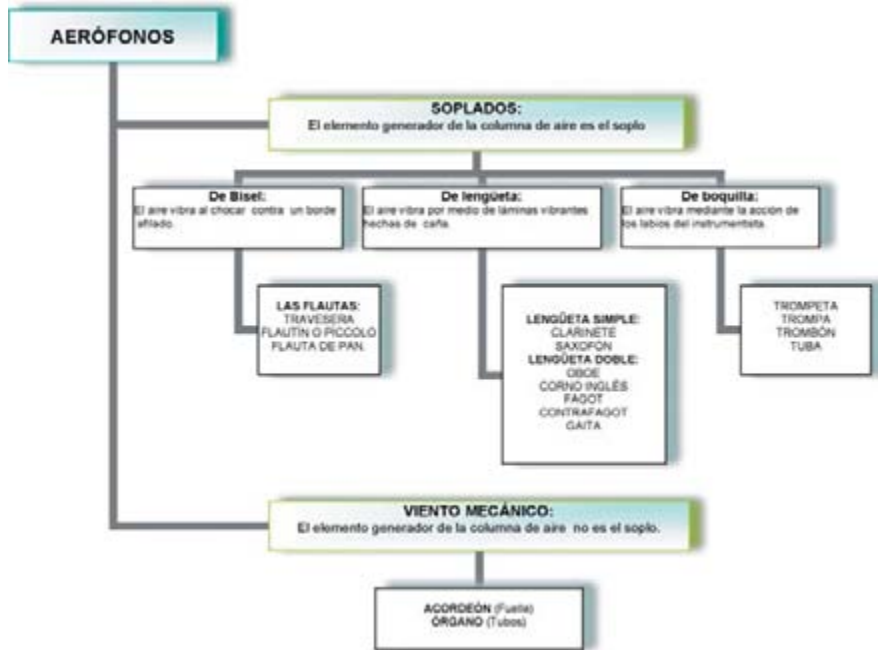 AERÓFONOS
SOPLADOS:
El elemento generador de la columna de aire es el soplo
De Bisel:
El aire vibra al chocar contra un borde
afilado.
De lengüeta:
El aire vibra por medio de láminas vibrantes
hechas de caña.
De boquilla:
El aire vibra mediante la acción de
los labios del instrumentista.
LAS FLAUTAS:
TRAVESERA
FLAUTÍN O PÍCCOLO
FLAUTA DE PAN.
LENGÜETA SIMPLE:
CLARINETE
SAXOFÓN
LENGÜETA DOBLE:
OBOE
CORNO INGLÉS
FAGOT
CONTRAFAGOT
GAITA
TROMPETA
TROMPA
TROMBÓN
TUBA
VIENTO MECÁNICO:
El elemento generador de la columna de aire no es el soplo.
ACORDEÓN (Fuelle)
ÓRGANO (Tubos)